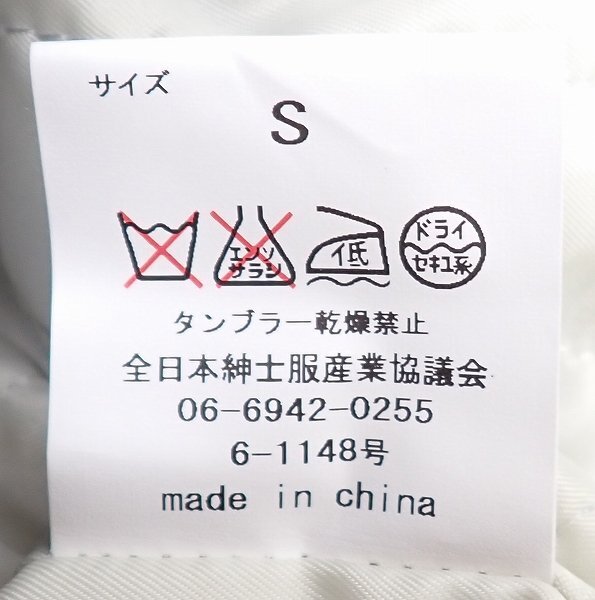 サイズ
S
エンソ
サラシ
低
ドライ
セキユ系
タンブラー乾燥禁止
全日本紳士服産業協議会
06-6942-0255
6-1148号
made in china